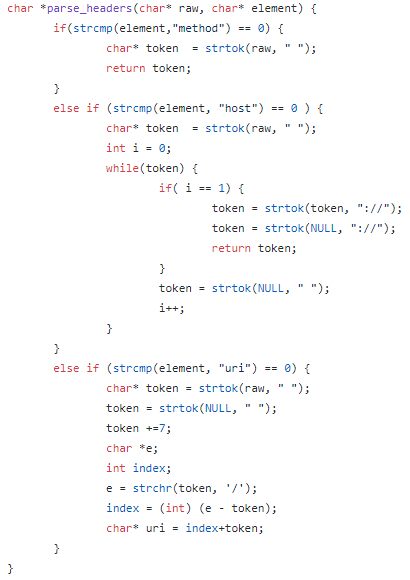 char *parse_headers(char* raw, char* element) {
        if(strcmp(element,"method") == 0) {
                char* token  = strtok(raw, " ");
                return token;
        }
        else if (strcmp(element, "host") == 0 ) {
                char* token  = strtok(raw, " ");
                int i = 0;
                while(token) {
                        if( i == 1) {
                                token = strtok(token, "://");
                                token = strtok(NULL, "://");
                                return token;
                        }
                        token = strtok(NULL, " ");
                        i++;
                }
        }
        else if (strcmp(element, "uri") == 0) {
                char* token = strtok(raw, " ");
                token = strtok(NULL, " ");
                token +=7;
                char *e;
                int index;
                e = strchr(token, '/');
                index = (int) (e - token);
                char* uri = index+token;
        }
}